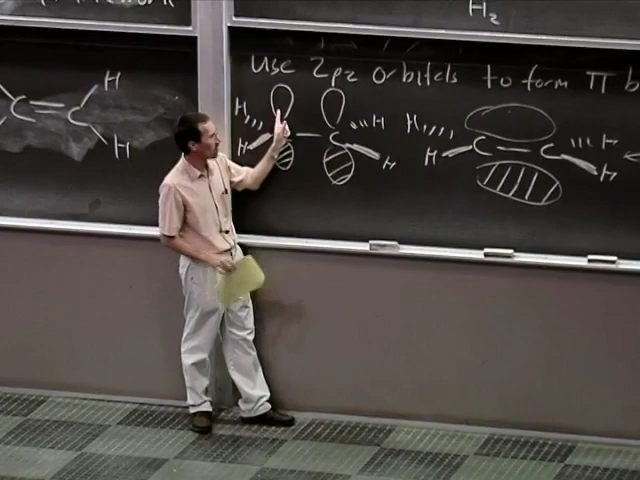 H2
Use 2pz orbitals to form π b
H
C = C
H
H
H
C
H
H
H
C — C
H
H